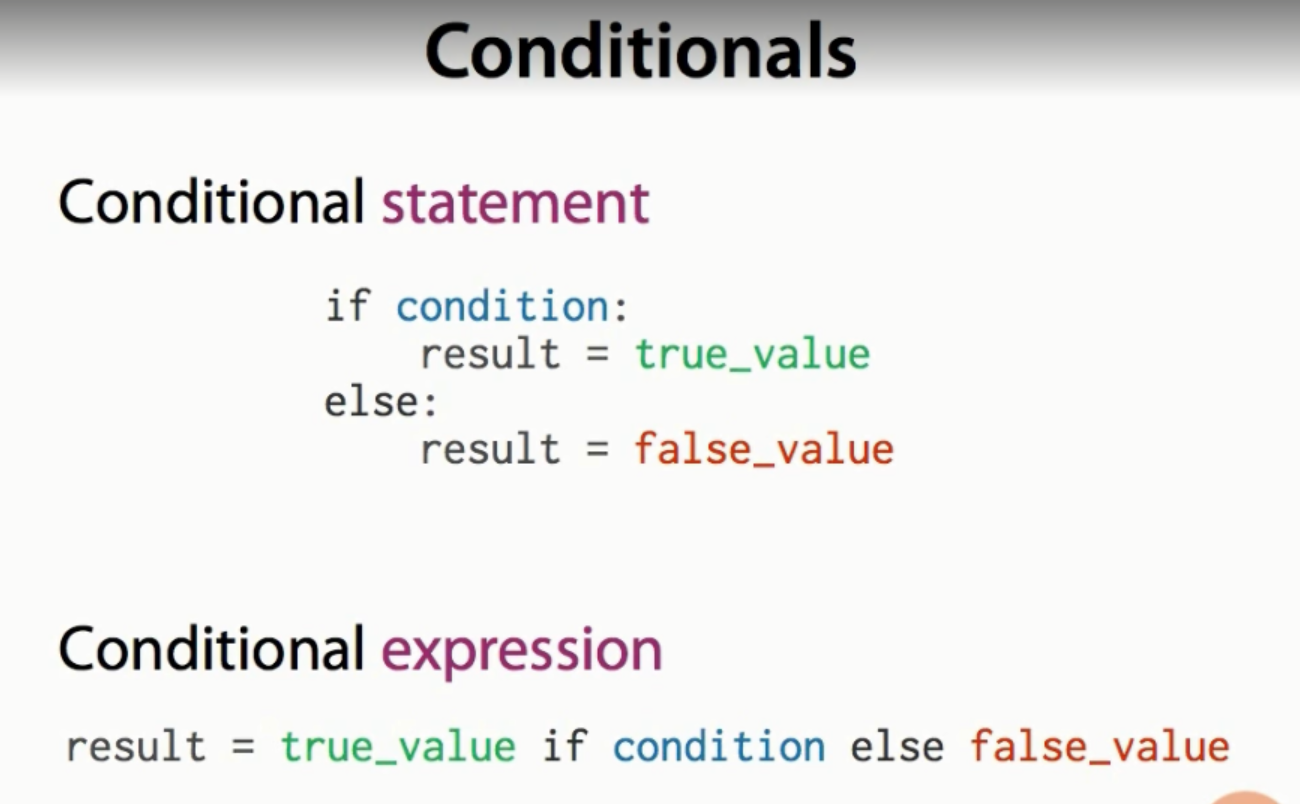 Conditionals
Conditional statement
if condition:
    result = true_value
else:
    result = false_value
Conditional expression
result = true_value if condition else false_value